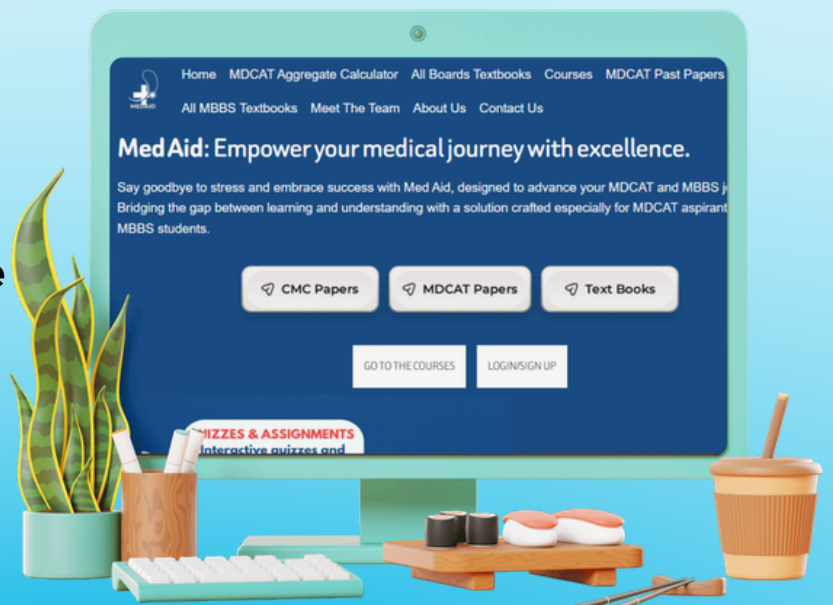 Home MDCAT Aggregate Calculator All Boards Textbooks Courses MDCAT Past Papers
All MBBS Textbooks Meet The Team About Us Contact Us
MEDAID
Med Aid: Empower your medical journey with excellence.
Say goodbye to stress and embrace success with Med Aid, designed to advance your MDCAT and MBBS j
Bridging the gap between learning and understanding with a solution crafted especially for MDCAT aspirant
MBBS students.
e
CMC Papers MDCAT Papers Text Books
GO TO THE COURSES LOGIN/SIGN UP
UIZZES & ASSIGNMENTS
Interactive quizzes and